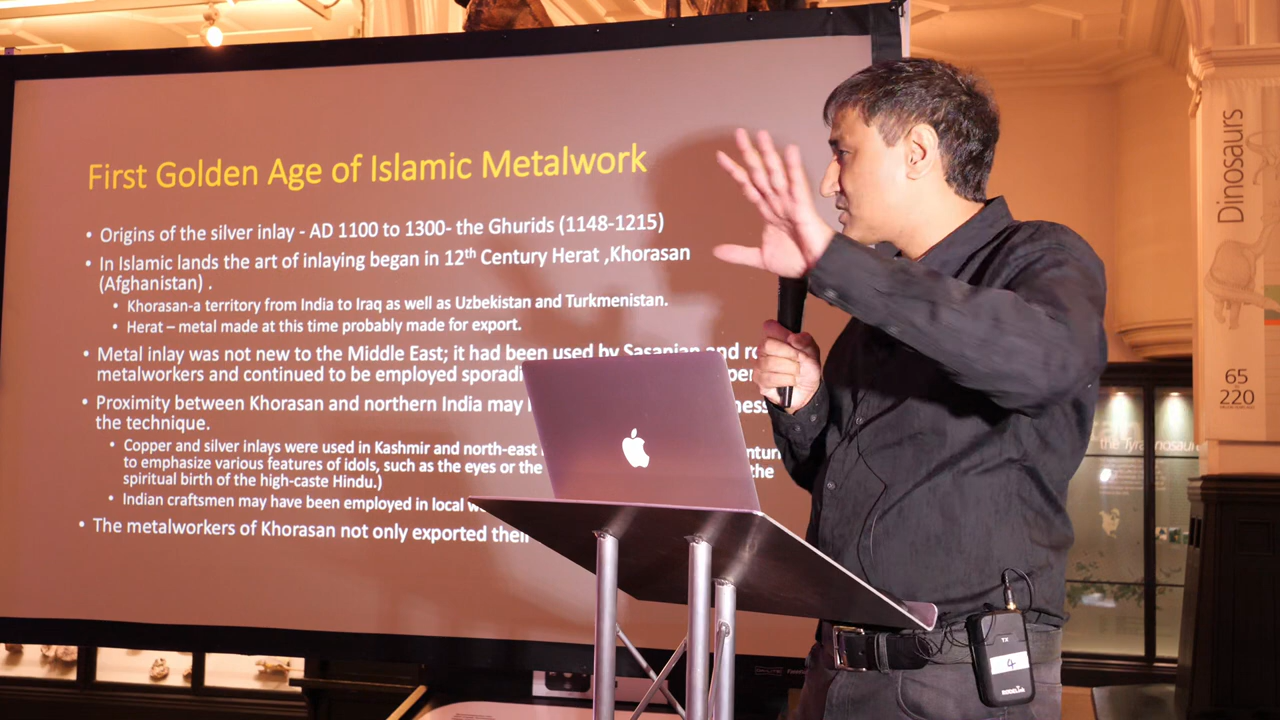 First Golden Age of Islamic Metalwork
• Origins of the silver inlay - AD 1100 to 1300- the Ghurids (1148-1215)
• In Islamic lands the art of inlaying began in 12th Century Herat ,Khorasan
(Afghanistan) .
• Khorasan-a territory from India to Iraq as well as Uzbekistan and Turkmenistan.
• Herat – metal made at this time probably made for export.
• Metal inlay was not new to the Middle East; it had been used by Sasanian and
metalworkers and continued to be employed
• Proximity between Khorasan and northern India may
the technique.
• Copper and silver inlays were used in Kashmir and north-east
to emphasize various features of idols, such as the eyes or the
the
spiritual birth of the high-caste Hindu.)
• Indian craftsmen may have been employed in local
• The metalworkers of Khorasan not only exported their
Dinosaurs
65
220
the Tyrannosaurs
TX
4